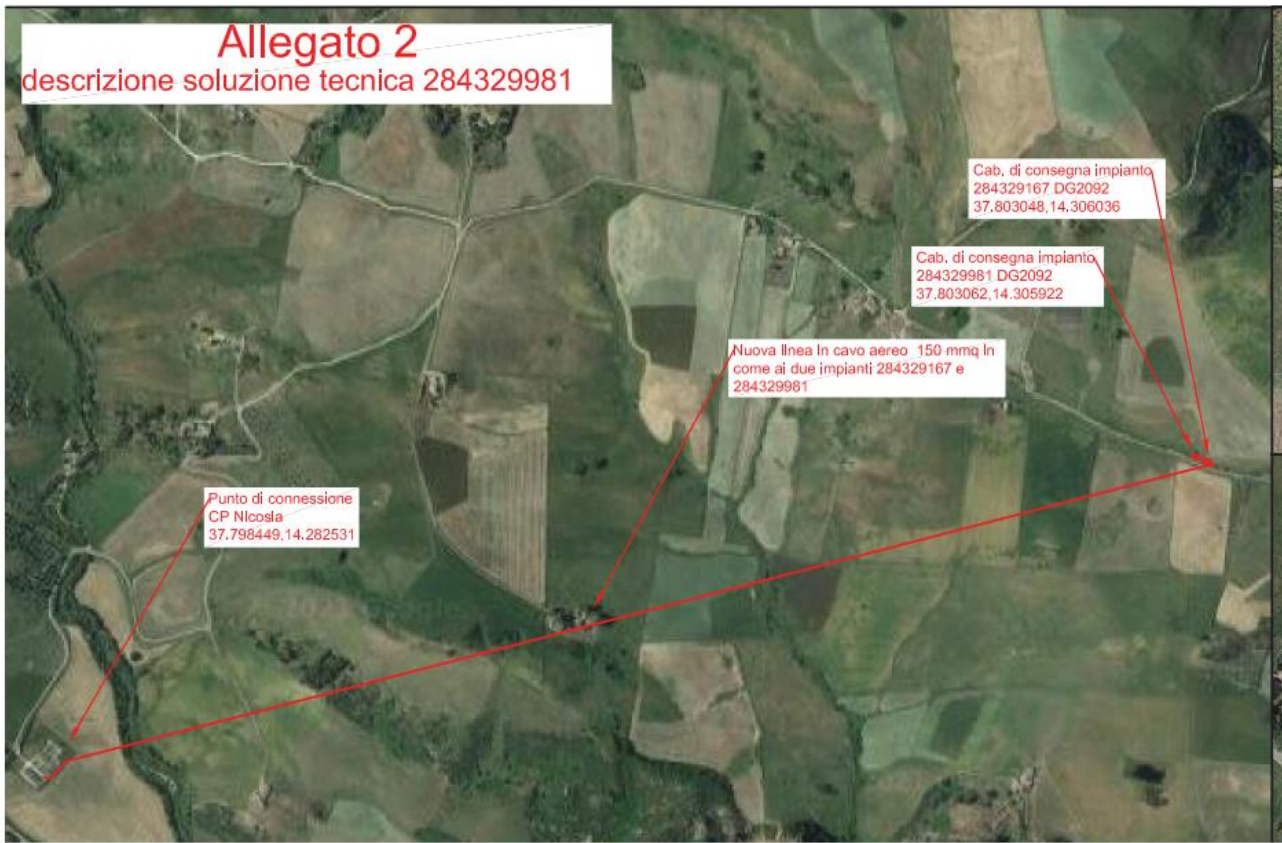 Allegato 2
descrizione soluzione tecnica 284329981
Cab. di consegna impianto
284329167 DG2092
37.803048,14.306036
Cab. di consegna impianto
284329981 DG2092
37.803062,14.305922
Nuova linea In cavo aereo 150 mmq In
come ai due impianti 284329167 e
284329981
Punto di connessione
CP Nicosia
37.798449,14.282531